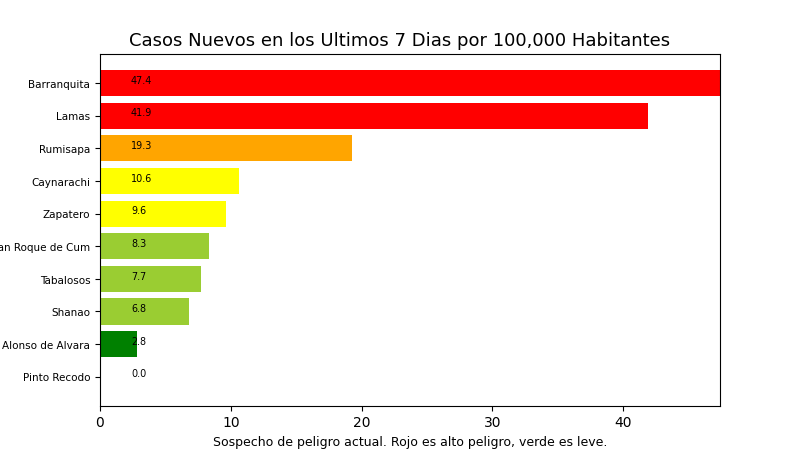 Casos Nuevos en los Ultimos 7 Dias por 100,000 Habitantes
Barranquita 47.4
Lamas 41.9
Rumisapa 19.3
Caynarachi 10.6
Zapatero 9.6
an Roque de Cum 8.3
Tabalosos 7.7
Shanao 6.8
Alonso de Alvara 2.8
Pinto Recodo 0.0
0 10 20 30 40
Sospecho de peligro actual. Rojo es alto peligro, verde es leve.